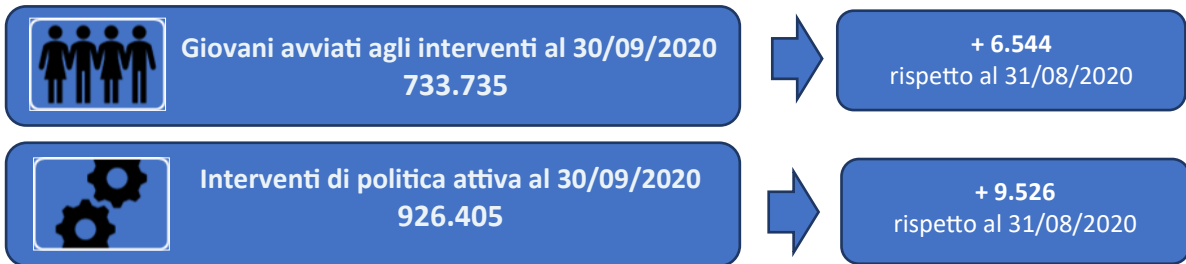 Giovani avviati agli interventi al 30/09/2020
733.735
+ 6.544
rispetto al 31/08/2020
Interventi di politica attiva al 30/09/2020
926.405
+ 9.526
rispetto al 31/08/2020